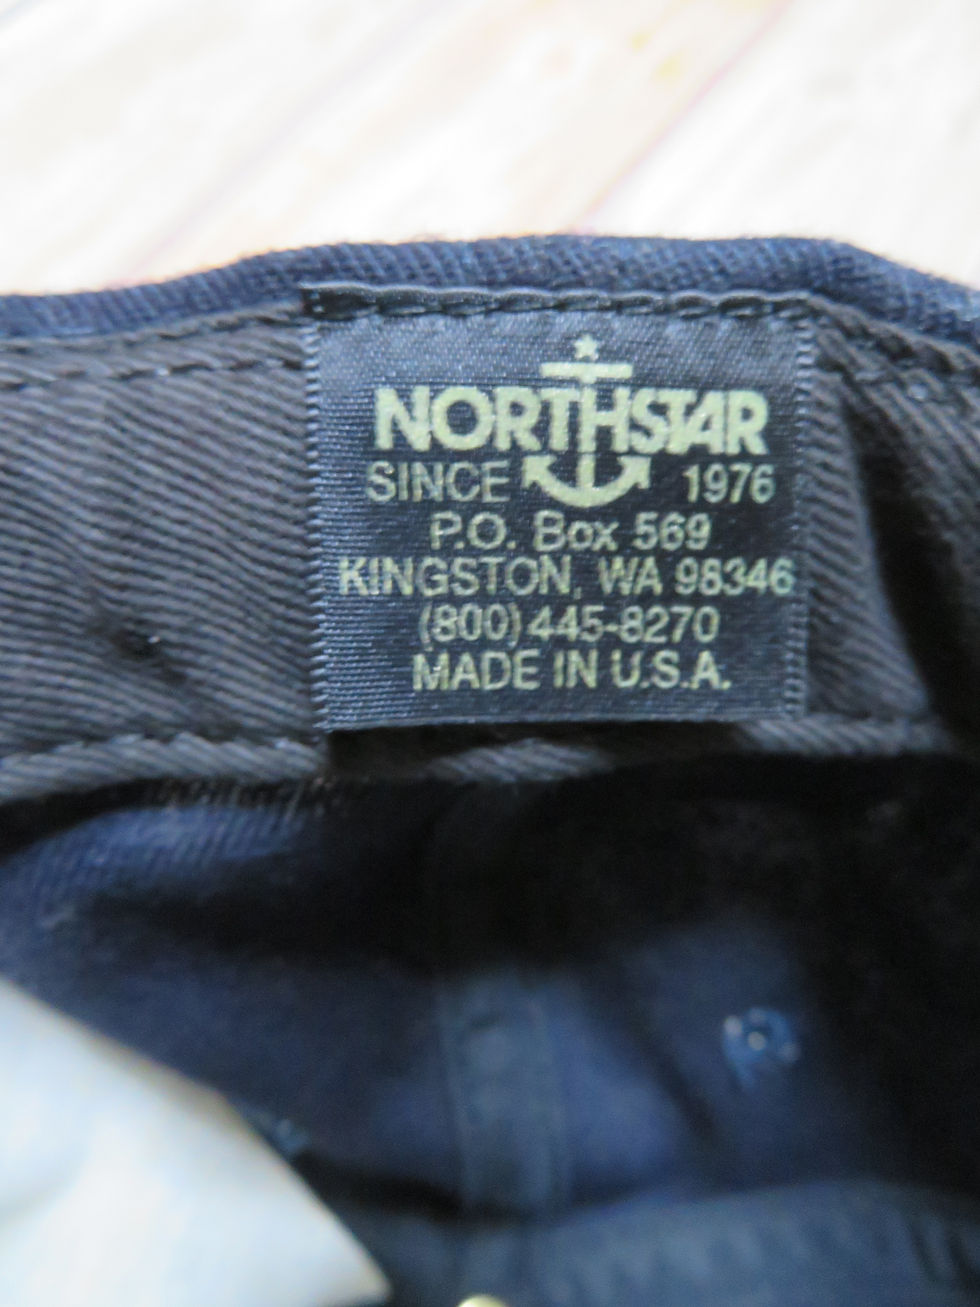 NORTHSTAR
SINCE 1976
P.O. Box 569
KINGSTON, WA 98346
(800) 445-8270
MADE IN U.S.A.